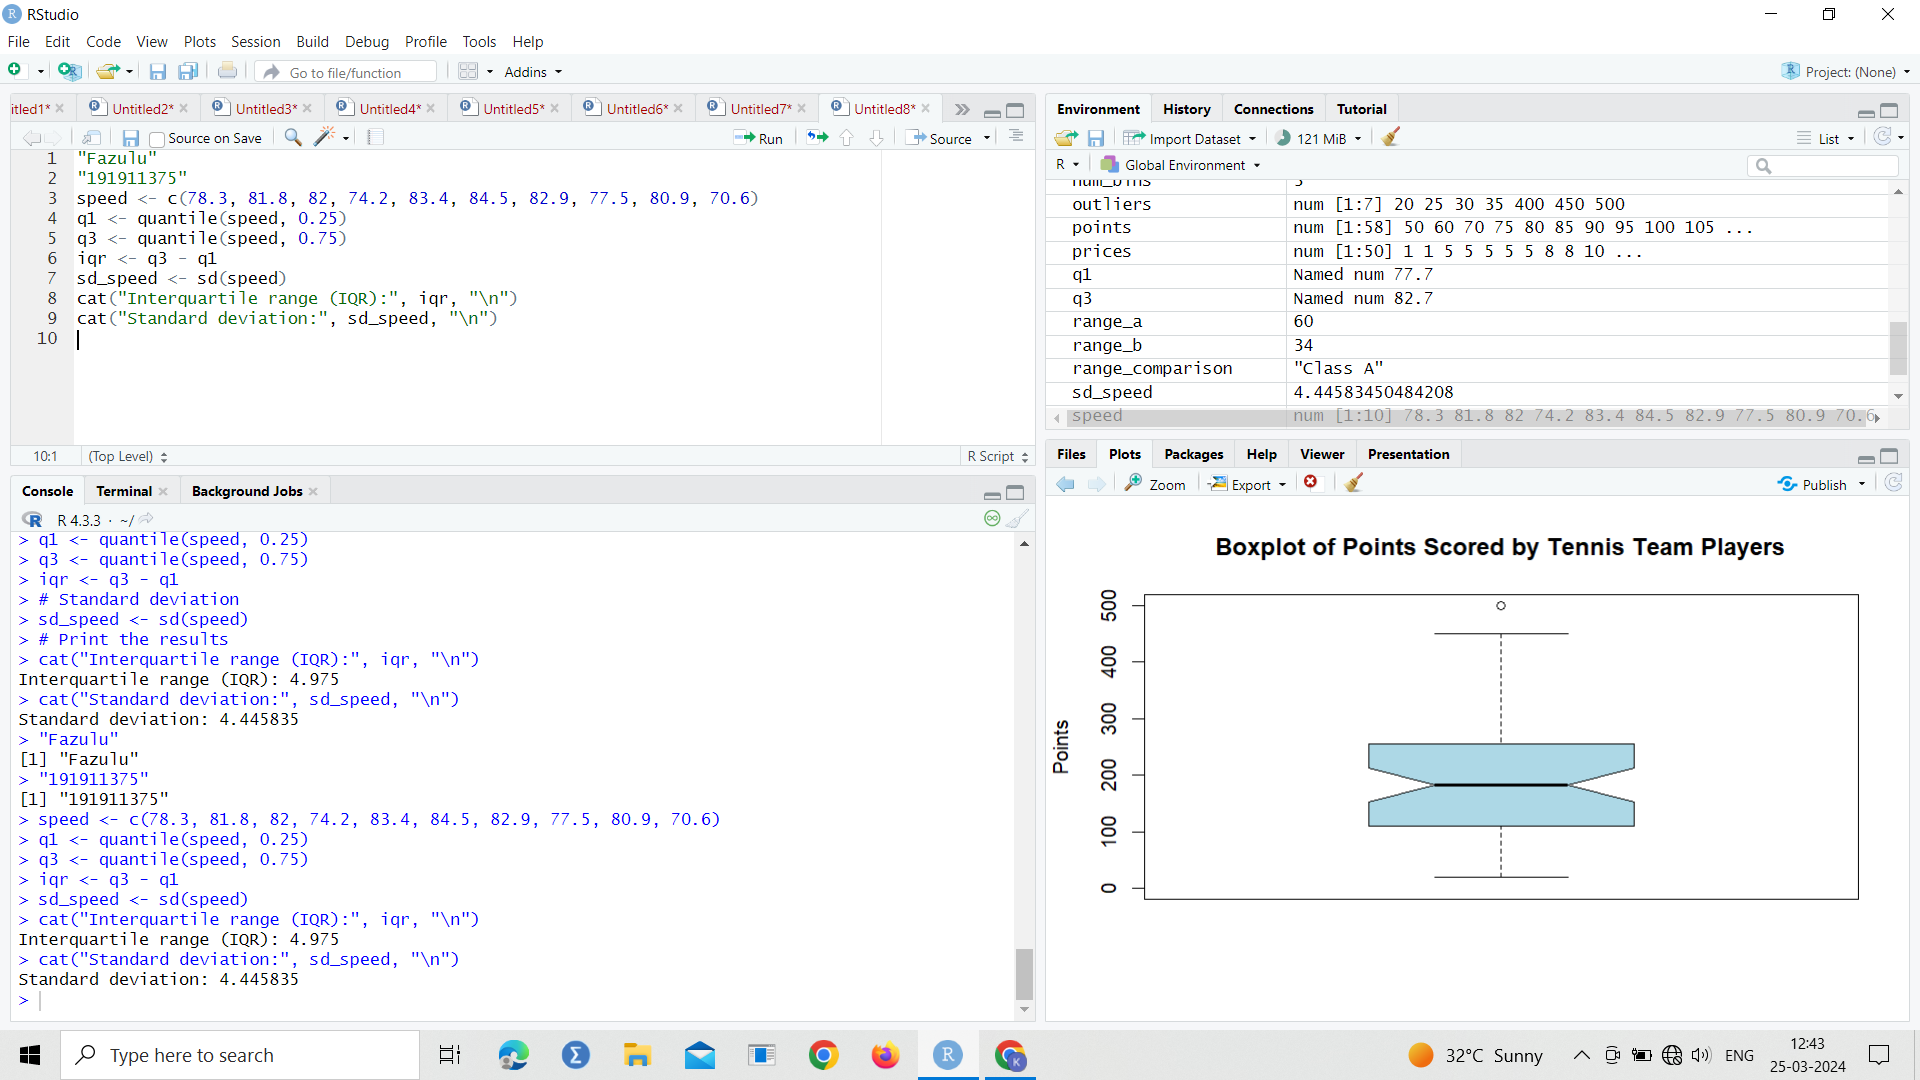 RStudio
File Edit Code View Plots Session Build Debug Profile Tools Help
Go to file/function Addins Project: (None)
itled1* Untitled2* Untitled3* Untitled4* Untitled5* Untitled6* Untitled7* Untitled8*
Source on Save Run Source
1 "Fazulu"
2 "191911375"
3 speed <- c(78.3, 81.8, 82, 74.2, 83.4, 84.5, 82.9, 77.5, 80.9, 70.6)
4 q1 <- quantile(speed, 0.25)
5 q3 <- quantile(speed, 0.75)
6 iqr <- q3 - q1
7 sd_speed <- sd(speed)
8 cat("Interquartile range (IQR):", iqr, "\n")
9 cat("Standard deviation:", sd_speed, "\n")
10
10:1 (Top Level) R Script
Console Terminal Background Jobs
R 4.3.3 · ~/
> q1 <- quantile(speed, 0.25)
> q3 <- quantile(speed, 0.75)
> iqr <- q3 - q1
> # Standard deviation
> sd_speed <- sd(speed)
> # Print the results
> cat("Interquartile range (IQR):", iqr, "\n")
Interquartile range (IQR): 4.975
> cat("Standard deviation:", sd_speed, "\n")
Standard deviation: 4.445835
> "Fazulu"
[1] "Fazulu"
> "191911375"
[1] "191911375"
> speed <- c(78.3, 81.8, 82, 74.2, 83.4, 84.5, 82.9, 77.5, 80.9, 70.6)
> q1 <- quantile(speed, 0.25)
> q3 <- quantile(speed, 0.75)
> iqr <- q3 - q1
> sd_speed <- sd(speed)
> cat("Interquartile range (IQR):", iqr, "\n")
Interquartile range (IQR): 4.975
> cat("Standard deviation:", sd_speed, "\n")
Standard deviation: 4.445835
>
Environment History Connections Tutorial
Import Dataset 121 MiB List
R Global Environment
num_bins 5
outliers num [1:7] 20 25 30 35 400 450 500
points num [1:58] 50 60 70 75 80 85 90 95 100 105 ...
prices num [1:50] 1 1 5 5 5 5 5 8 8 10 ...
q1 Named num 77.7
q3 Named num 82.7
range_a 60
range_b 34
range_comparison "Class A"
sd_speed 4.44583450484208
speed num [1:10] 78.3 81.8 82 74.2 83.4 84.5 82.9 77.5 80.9 70.6
Files Plots Packages Help Viewer Presentation
Zoom Export Publish
Boxplot of Points Scored by Tennis Team Players
Points
500
400
300
200
100
0
Type here to search
32°C Sunny
ENG
12:43
25-03-2024